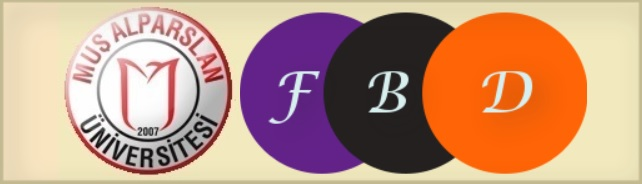 MUŞ ALPARSLAN
ÜNİVERSİTESİ
2007
F B D